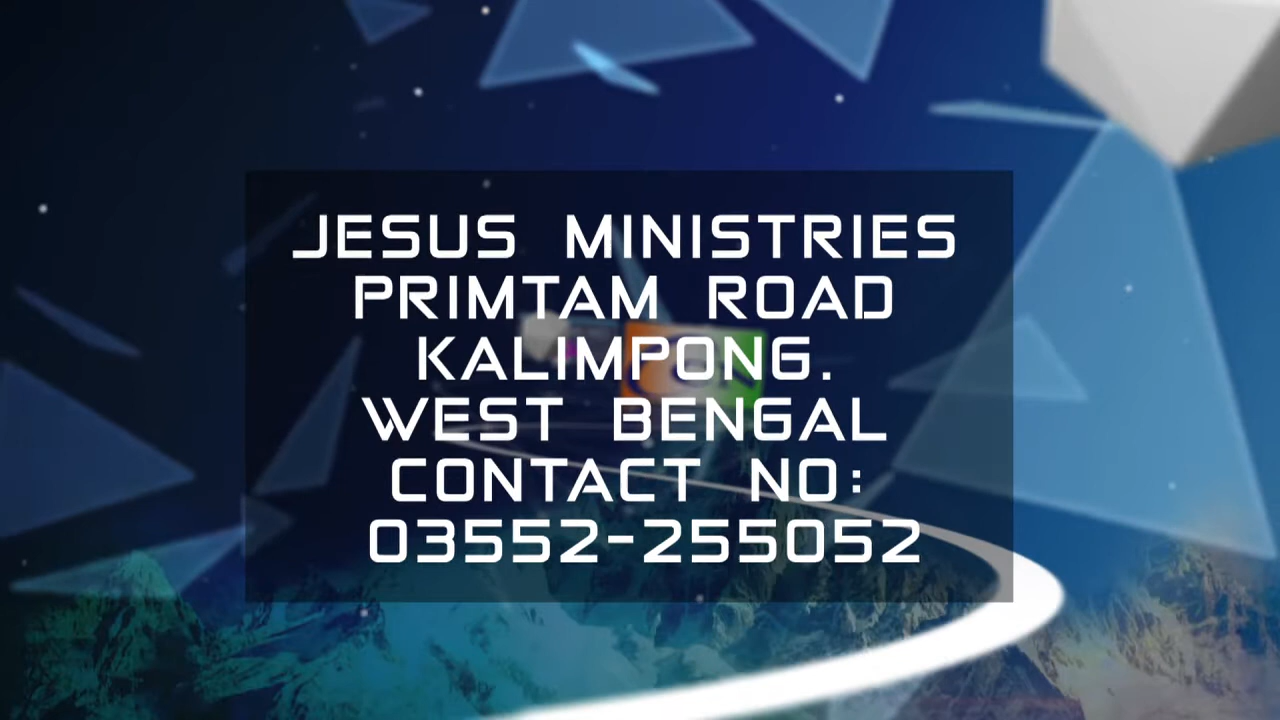 JESUS MINISTRIES
PRIMTAM ROAD
KALIMPONG.
WEST BENGAL
CONTACT NO:
03552-255052